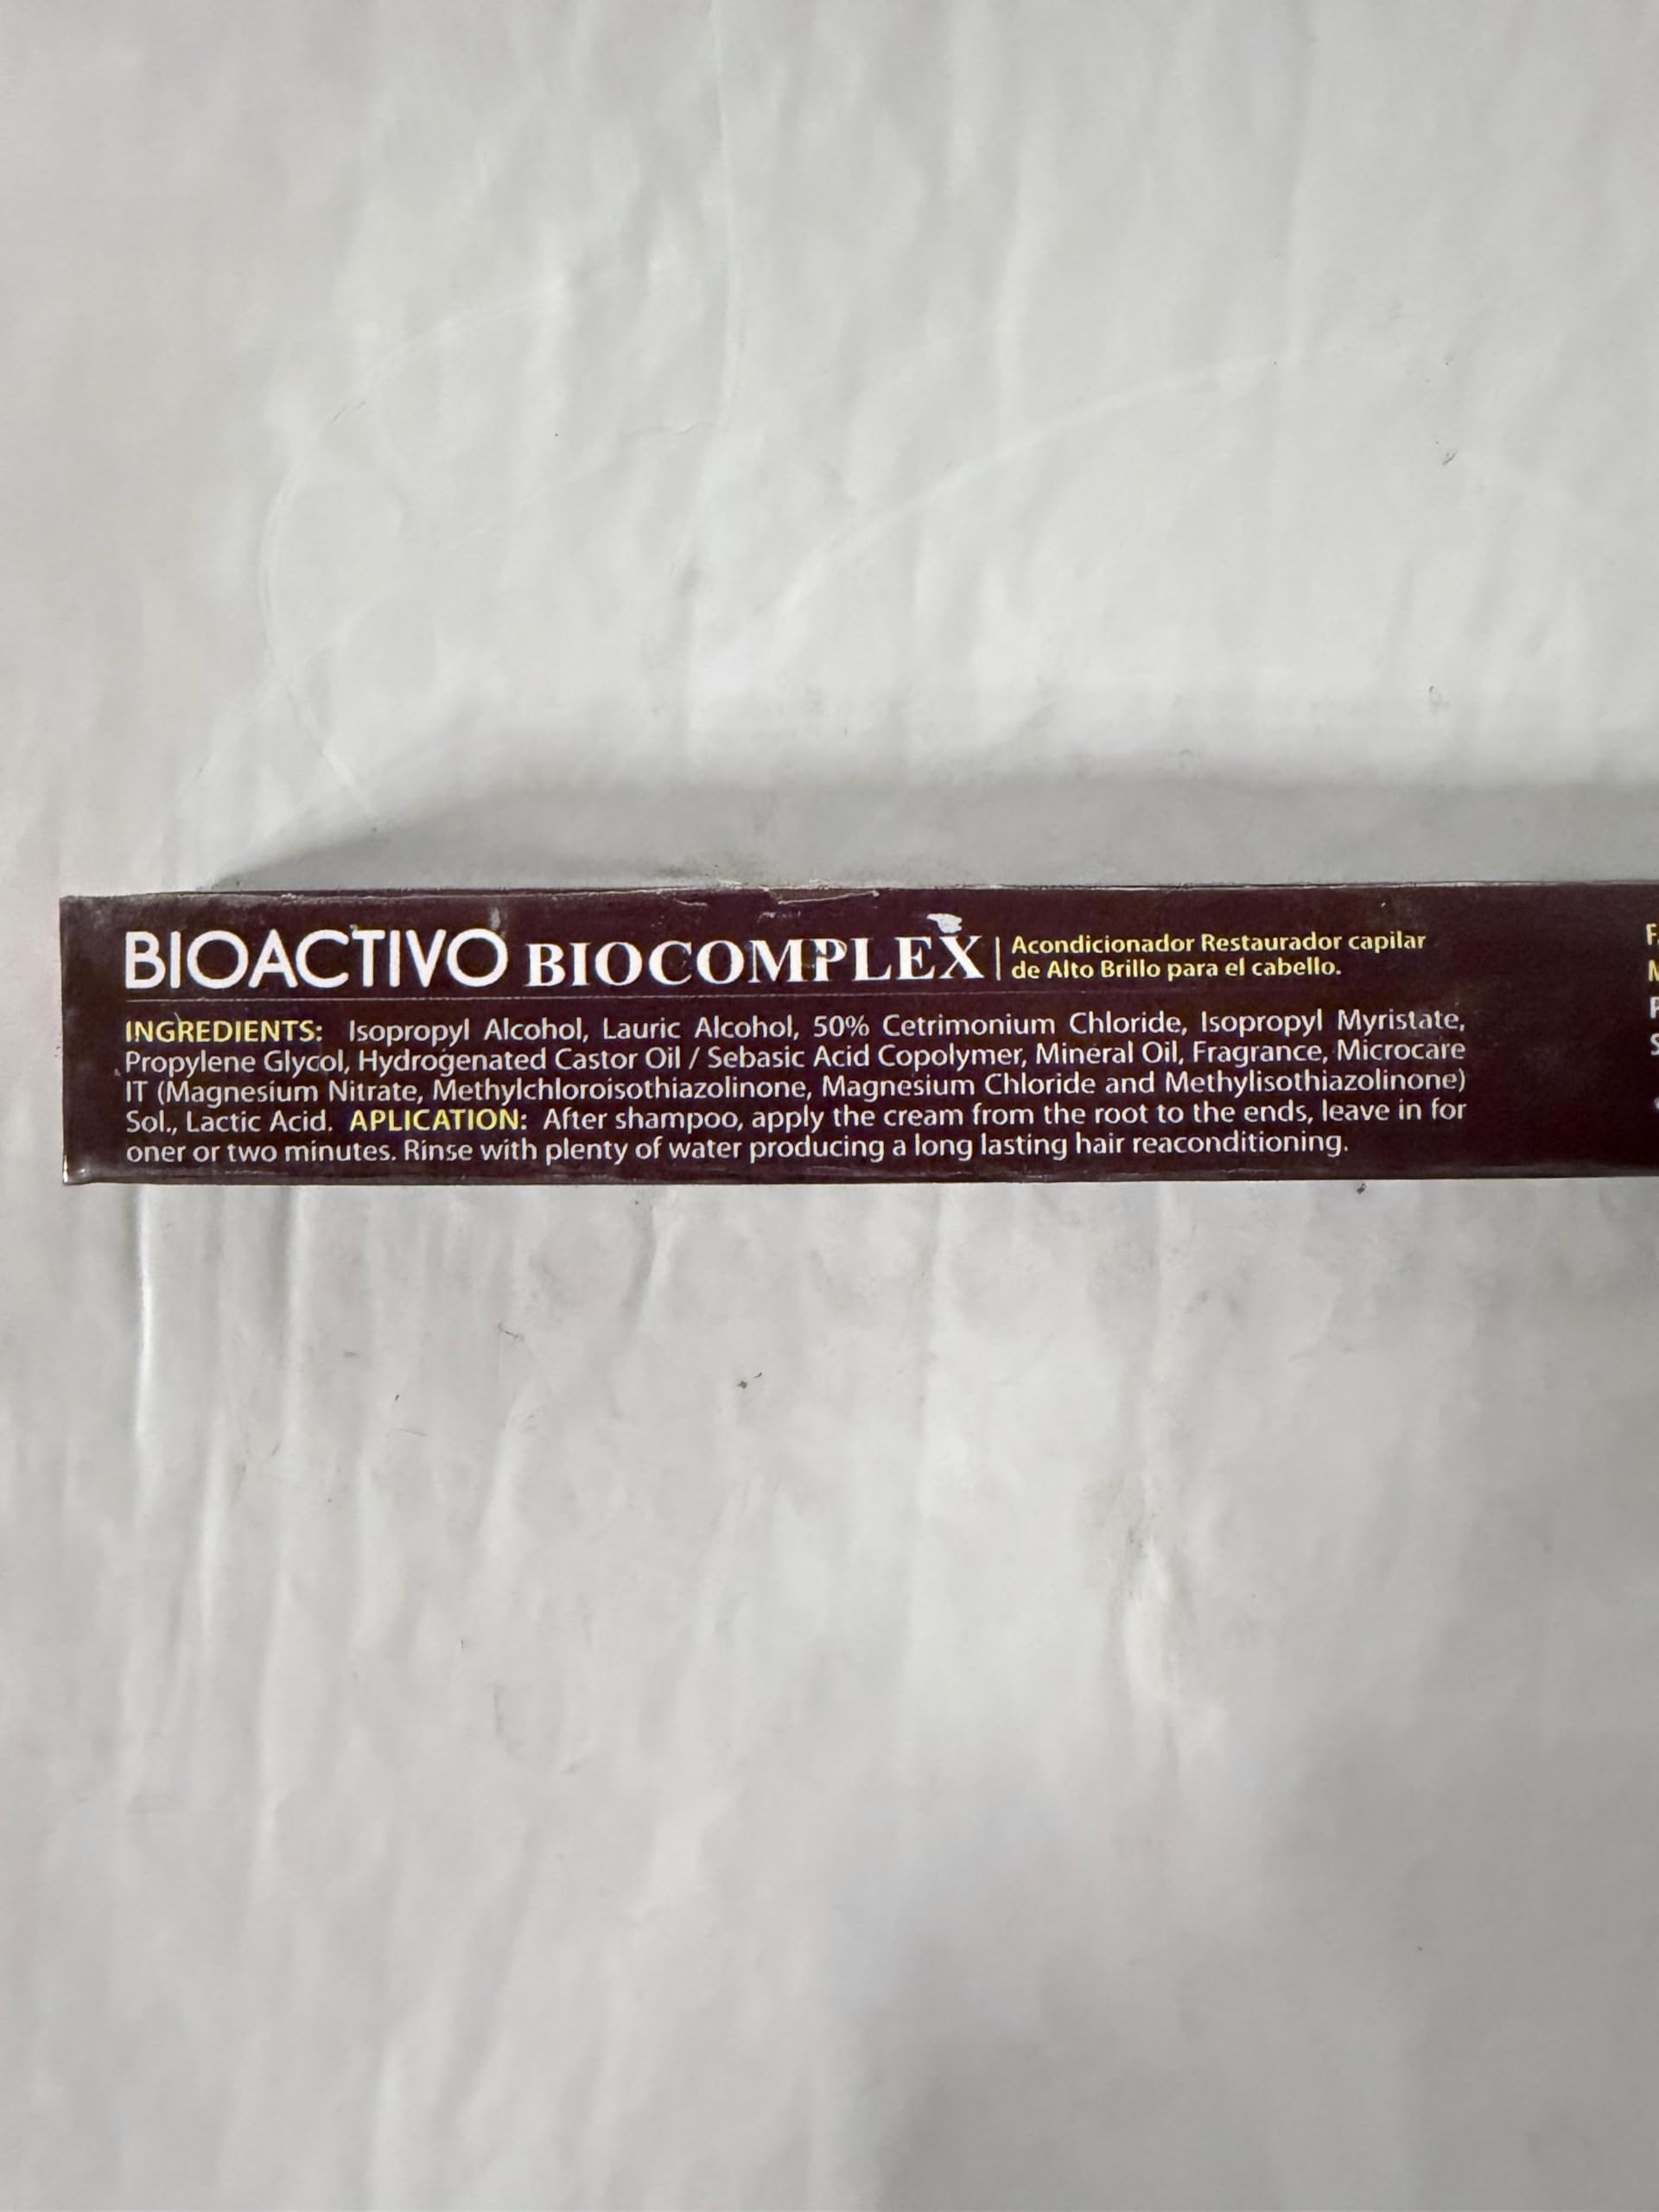 BIOACTIVO BIOCOMPLEX
Acondicionador Restaurador capilar
de Alto Brillo para el cabello.
INGREDIENTS: Isopropyl Alcohol, Lauric Alcohol, 50% Cetrimonium Chloride, Isopropyl Myristate,
Propylene Glycol, Hydrogenated Castor Oil / Sebasic Acid Copolymer, Mineral Oil, Fragrance, Microcare
IT (Magnesium Nitrate, Methylchloroisothiazolinone, Magnesium Chloride and Methylisothiazolinone)
Sol., Lactic Acid. APLICATION: After shampoo, apply the cream from the root to the ends, leave in for
oner or two minutes. Rinse with plenty of water producing a long lasting hair reaconditioning.